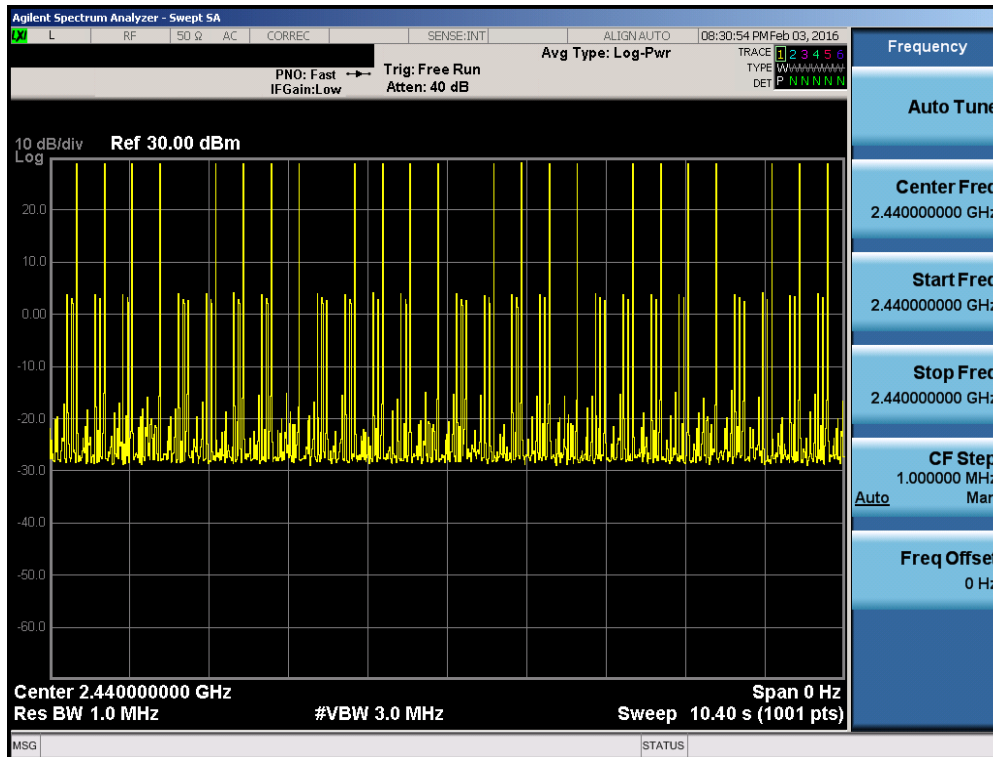 Agilent Spectrum Analyzer - Swept SA
LXI L RF 50 Ω AC CORREC SENSE:INT ALIGN AUTO 08:30:54 PM Feb 03, 2016
Frequency
Avg Type: Log-Pwr
TRACE 1 2 3 4 5 6
PNO: Fast
Trig: Free Run
TYPE WWWWWW
IFGain:Low
Atten: 40 dB
DET P N N N N N
Auto Tune
10 dB/div Ref 30.00 dBm
Log
20.0
10.0
0.00
-10.0
-20.0
-30.0
-40.0
-50.0
-60.0
Center Freq
2.440000000 GHz
Start Freq
2.440000000 GHz
Stop Freq
2.440000000 GHz
CF Step
1.000000 MHz
Auto Man
Freq Offset
0 Hz
Center 2.440000000 GHz Span 0 Hz
Res BW 1.0 MHz #VBW 3.0 MHz Sweep 10.40 s (1001 pts)
MSG STATUS